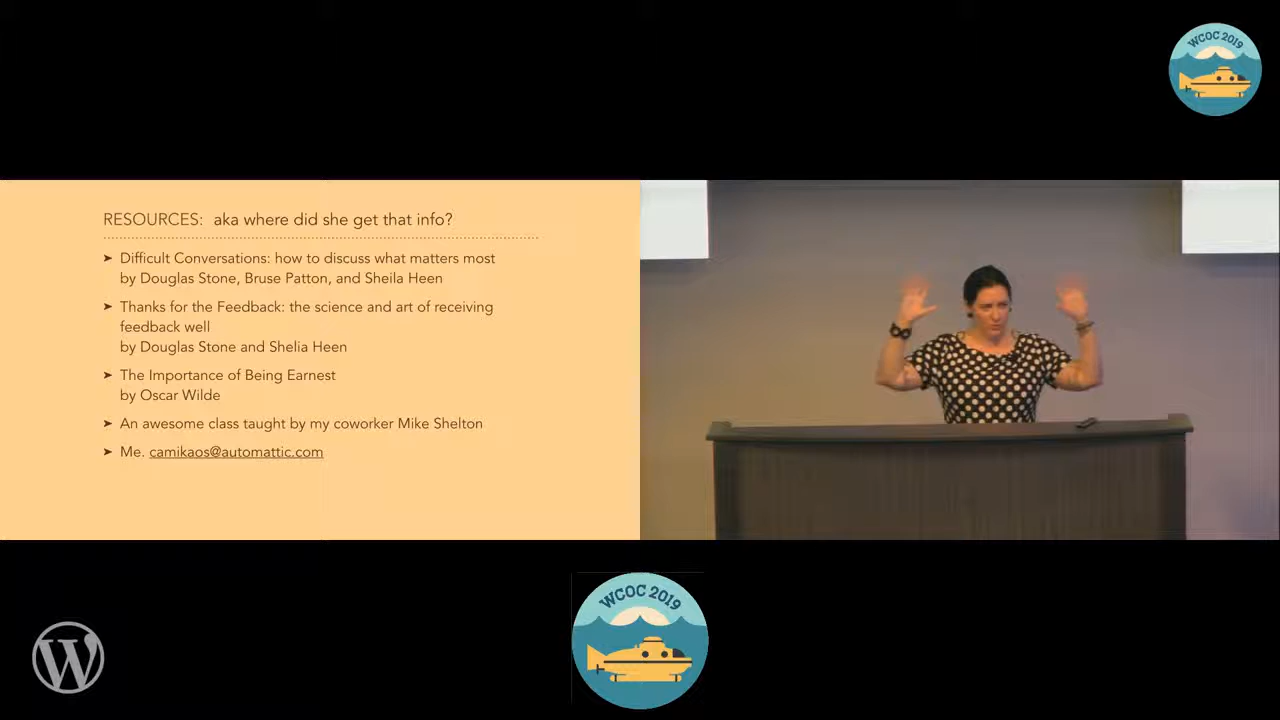 WCOC 2019
RESOURCES: aka where did she get that info?
➤ Difficult Conversations: how to discuss what matters most
by Douglas Stone, Bruse Patton, and Sheila Heen
➤ Thanks for the Feedback: the science and art of receiving
feedback well
by Douglas Stone and Shelia Heen
➤ The Importance of Being Earnest
by Oscar Wilde
➤ An awesome class taught by my coworker Mike Shelton
➤ Me. camikaos@automattic.com
WCOC 2019
W